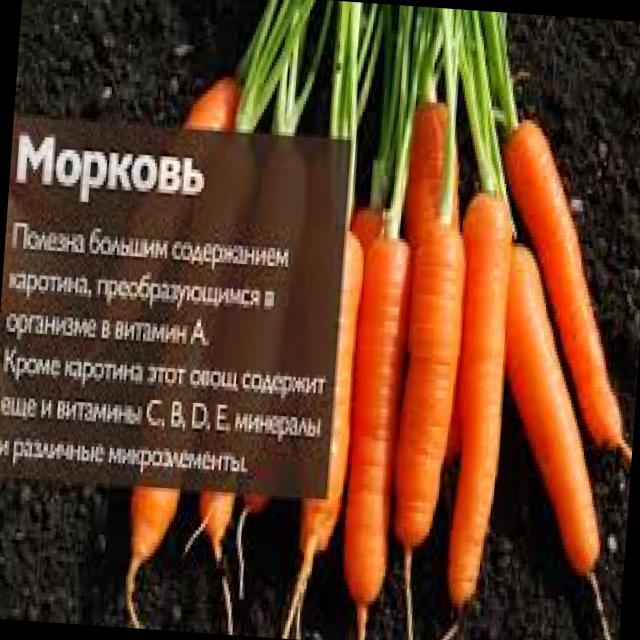 Морковь
Полезна большим содержанием
каротина, преобразующимся в
организме в витамин А.
Кроме каротина этот овощ содержит
еще и витамины С, В, D, Е, минералы
и различные микроэлементы.